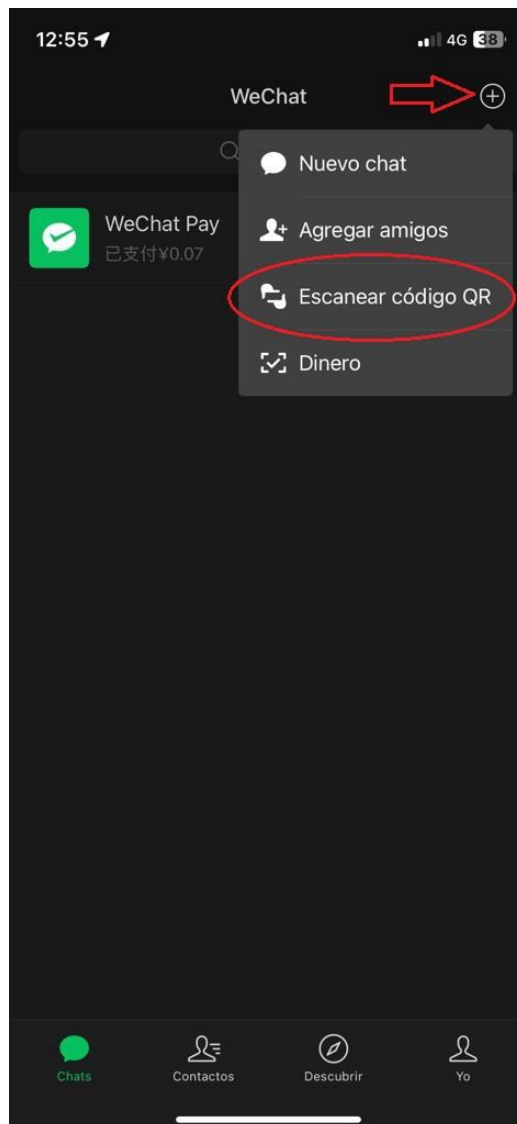 12:55
4G 38
WeChat
Nuevo chat
Agregar amigos
Escanear código QR
Dinero
WeChat Pay
已支付¥0.07
Chats
Contactos
Descubrir
Yo